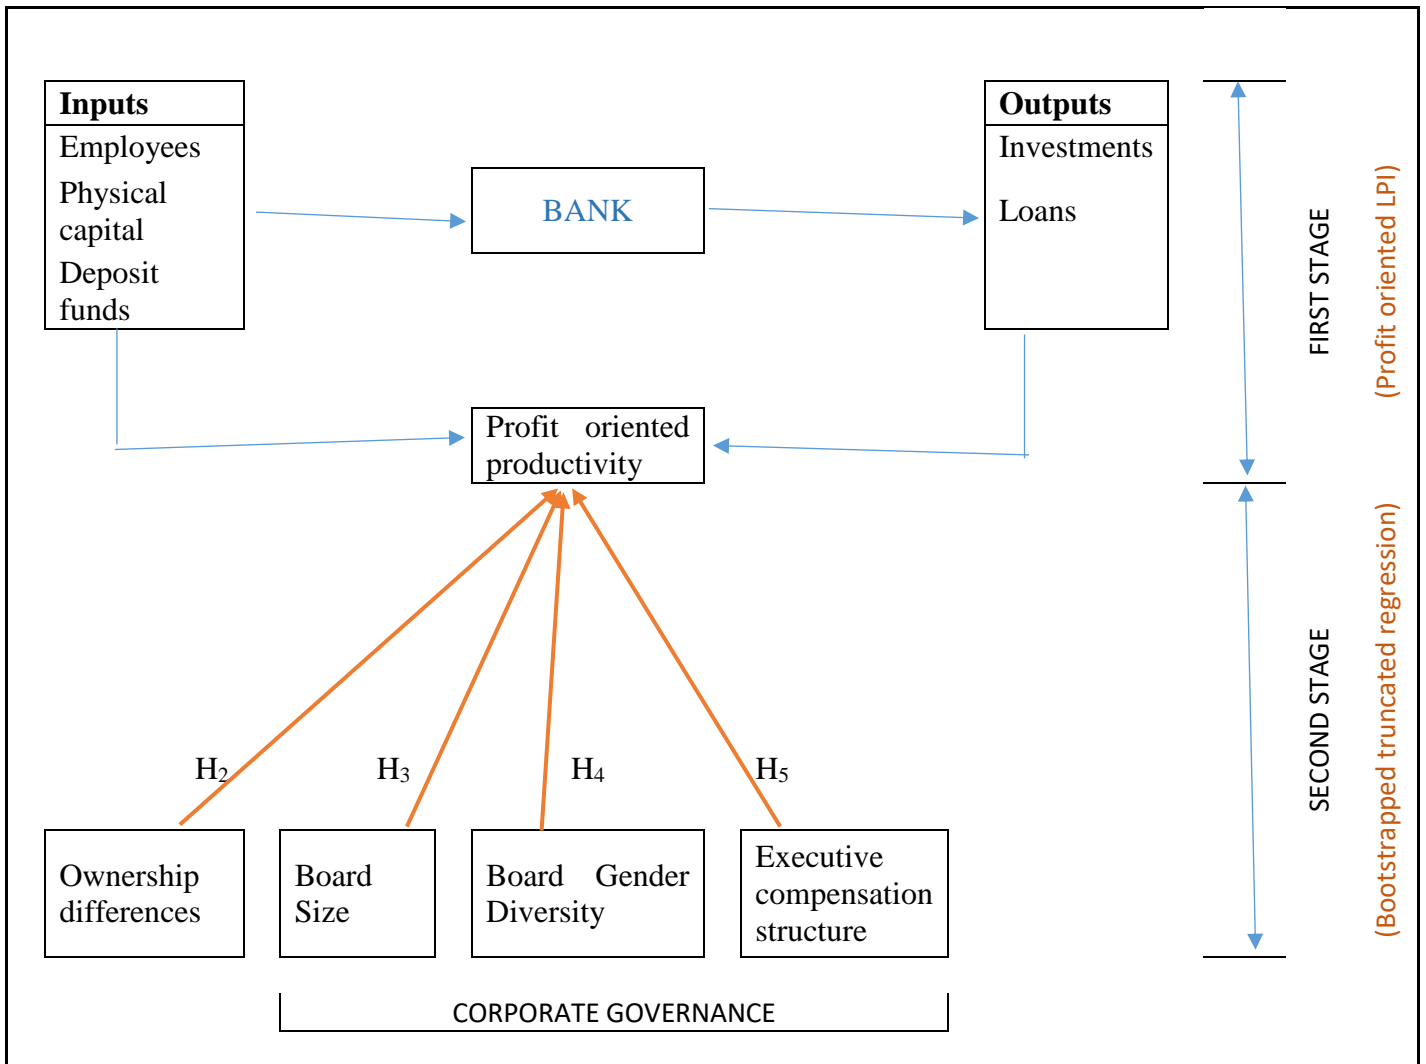 Inputs
Employees
Physical
capital
Deposit
funds
BANK
Outputs
Investments
Loans
FIRST STAGE
(Profit oriented LPI)
Profit oriented
productivity
H2
H3
H4
H5
SECOND STAGE
(Bootstrapped truncated regression)
Ownership
differences
Board
Size
Board Gender
Diversity
Executive
compensation
structure
CORPORATE GOVERNANCE